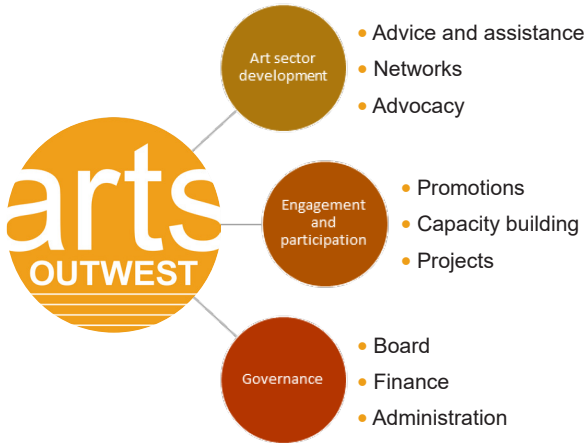 arts
OUTWEST
Art sector
development
• Advice and assistance
• Networks
• Advocacy
Engagement
and
participation
• Promotions
• Capacity building
• Projects
Governance
• Board
• Finance
• Administration